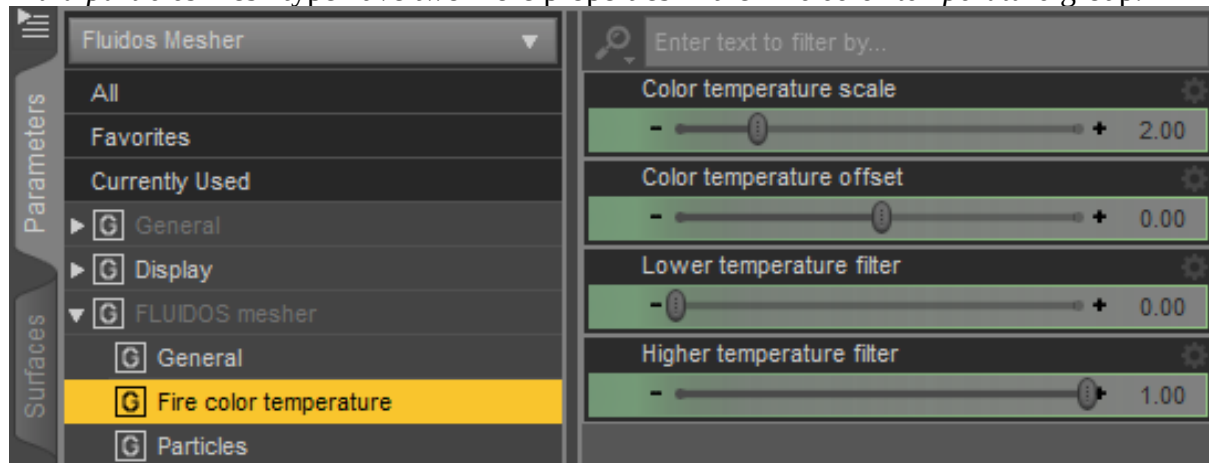 Fluidos Mesher
Enter text to filter by...
All
Favorites
Currently Used
G General
G Display
G FLUIDOS mesher
G General
G Fire color temperature
G Particles
Parameters
Surfaces
Color temperature scale
- + 2.00
Color temperature offset
- + 0.00
Lower temperature filter
- + 0.00
Higher temperature filter
- + 1.00